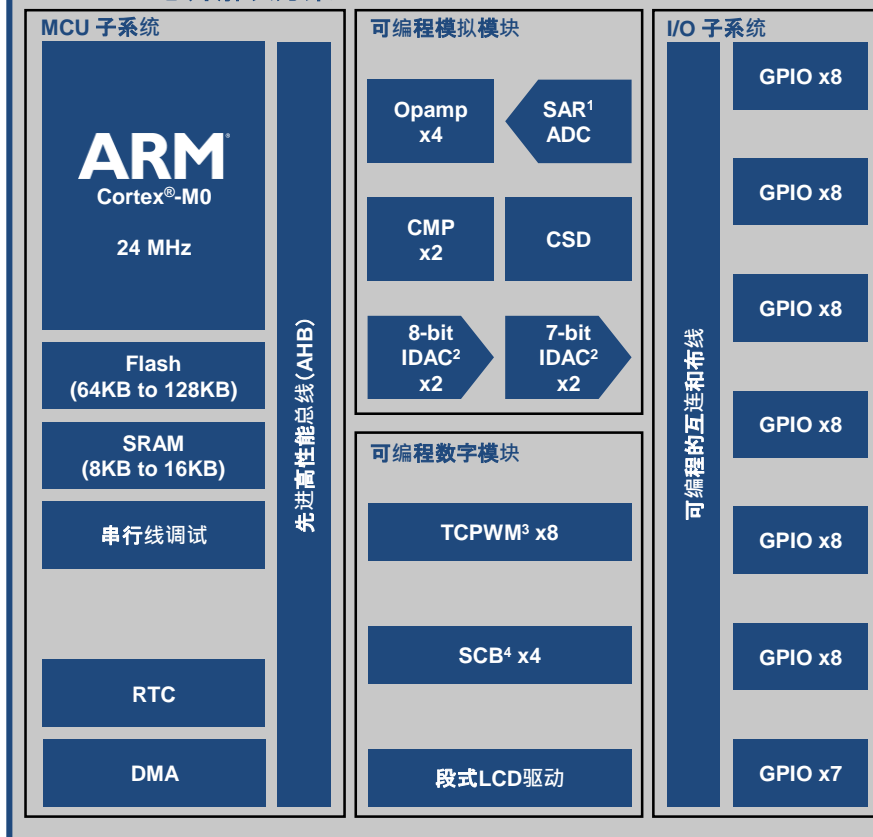 MCU 子系统
ARM®
Cortex®-M0
24 MHz
Flash
(64KB to 128KB)
SRAM
(8KB to 16KB)
串行线调试
RTC
DMA
先进高性能总线(AHB)
可编程模拟模块
Opamp
x4
SAR¹
ADC
CMP
x2
CSD
8-bit
IDAC²
x2
7-bit
IDAC²
x2
可编程数字模块
TCPWM³ x8
SCB⁴ x4
段式LCD驱动
I/O 子系统
可编程的互连和布线
GPIO x8
GPIO x8
GPIO x8
GPIO x8
GPIO x8
GPIO x8
GPIO x7